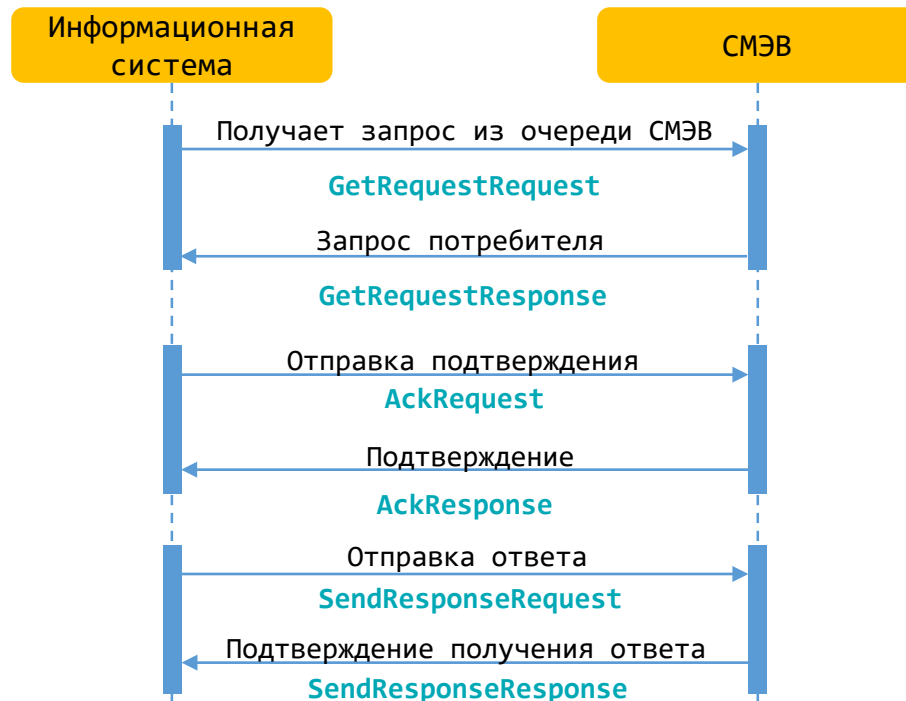 Информационная
система
СМЭВ
Получает запрос из очереди СМЭВ
GetRequestRequest
Запрос потребителя
GetRequestResponse
Отправка подтверждения
AckRequest
Подтверждение
AckResponse
Отправка ответа
SendResponseRequest
Подтверждение получения ответа
SendResponseResponse